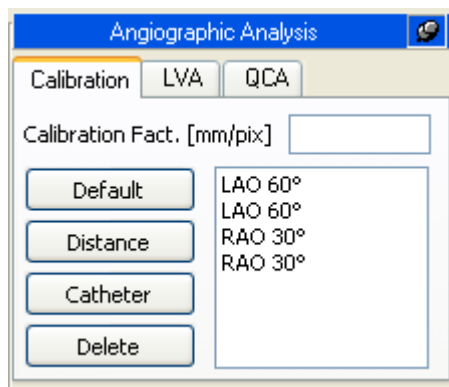 Angiographic Analysis
Calibration LVA QCA
Calibration Fact. [mm/pix]
Default
Distance
Catheter
Delete
LAO 60°
LAO 60°
RAO 30°
RAO 30°